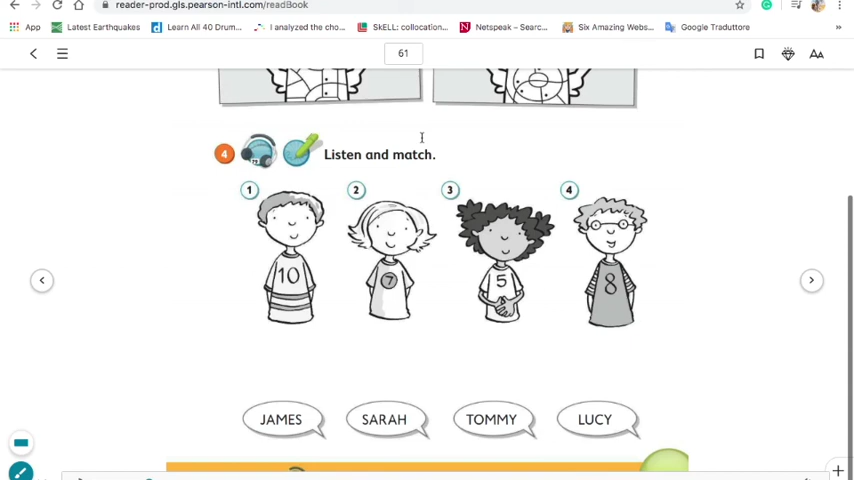 reader-prod.gls.pearson-intl.com/readBook
App
Latest Earthquakes
Learn All 40 Drum...
I analyzed the cho...
SkELL: collocation...
Netspeak – Searc...
Six Amazing Webs...
Google Traduttore
61
AA
4
Listen and match.
1
2
3
4
10
7
5
8
JAMES
SARAH
TOMMY
LUCY